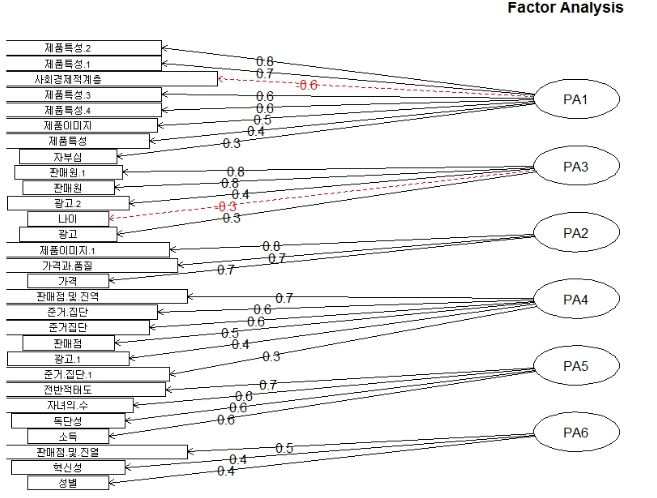 Factor Analysis
제품특성.2
제품특성.1
사회경제적계층
제품특성.3
제품특성.4
제품이미지
제품특성
자부심
판매원.1
판매원
광고.2
나이
광고
제품이미지.1
가격과.품질
가격
판매점.및.진역
준거.집단
준거집단
판매점
광고.1
준거.집단.1
전반적태도
자녀의.수
독단성
소득
판매점.및.진열
혁신성
성별
0.8
0.7
-0.6
0.6
0.6
0.5
0.4
0.3
0.8
0.8
0.4
-0.3
0.3
0.8
0.7
0.7
0.7
0.6
0.6
0.5
0.4
0.3
0.7
0.6
0.6
0.6
0.5
0.4
0.4
PA1
PA3
PA2
PA4
PA5
PA6